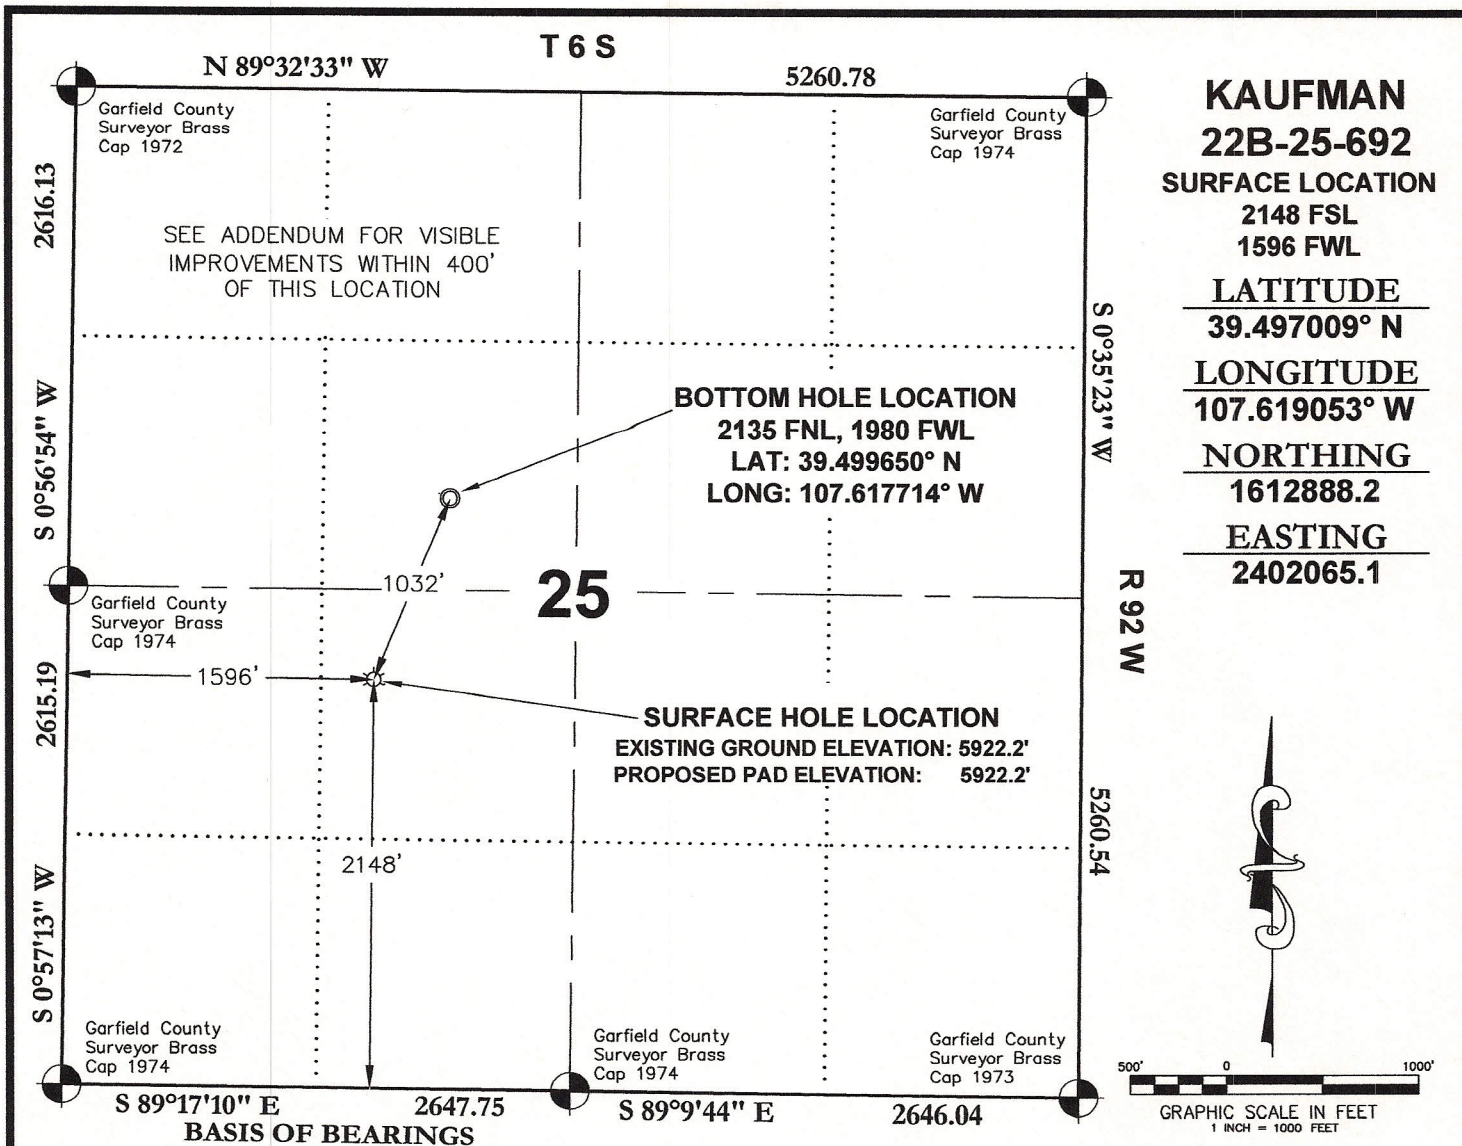 T 6 S
N 89°32'33" W
5260.78
Garfield County
Surveyor Brass
Cap 1972
Garfield County
Surveyor Brass
Cap 1974
KAUFMAN
22B-25-692
SURFACE LOCATION
2148 FSL
1596 FWL
LATITUDE
39.497009° N
LONGITUDE
107.619053° W
NORTHING
1612888.2
EASTING
2402065.1
2616.13
SEE ADDENDUM FOR VISIBLE
IMPROVEMENTS WITHIN 400'
OF THIS LOCATION
S 0°56'54" W
S 0°35'23" W
BOTTOM HOLE LOCATION
2135 FNL, 1980 FWL
LAT: 39.499650° N
LONG: 107.617714° W
1032'
25
R 92 W
Garfield County
Surveyor Brass
Cap 1974
1596'
2615.19
SURFACE HOLE LOCATION
EXISTING GROUND ELEVATION: 5922.2'
PROPOSED PAD ELEVATION: 5922.2'
5260.54
2148'
S 0°57'13" W
Garfield County
Surveyor Brass
Cap 1974
Garfield County
Surveyor Brass
Cap 1974
Garfield County
Surveyor Brass
Cap 1973
S 89°17'10" E
2647.75
S 89°9'44" E
2646.04
BASIS OF BEARINGS
500'
0
1000'
GRAPHIC SCALE IN FEET
1 INCH = 1000 FEET